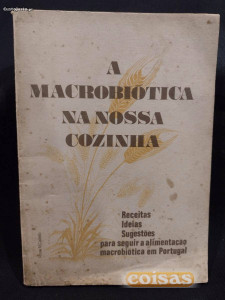 A
MACROBIÓTICA
NA NOSSA
COZINHA
Receitas
Ideias
Sugestões
para seguir a alimentação
macrobiótica em Portugal
coisas